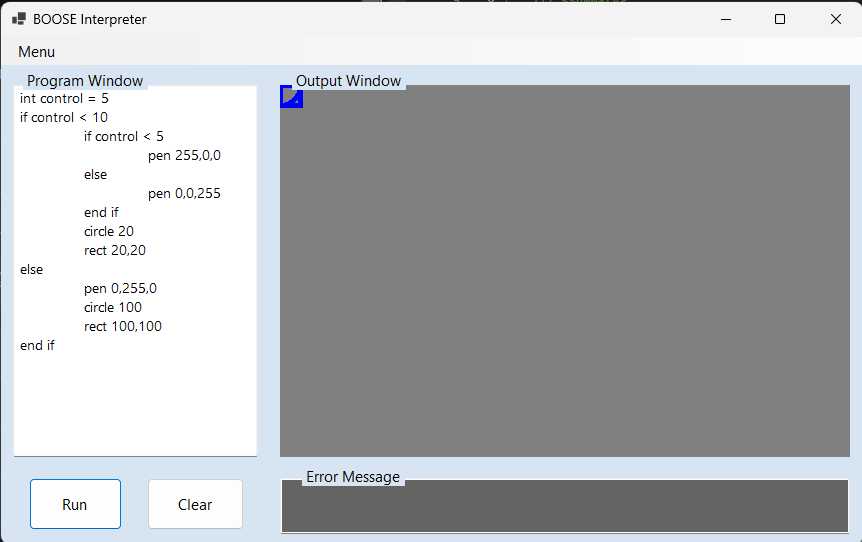 BOOSE Interpreter
Menu
Program Window
int control = 5
if control < 10
if control < 5
pen 255,0,0
else
pen 0,0,255
end if
circle 20
rect 20,20
else
pen 0,255,0
circle 100
rect 100,100
end if
Output Window
Error Message
Run
Clear